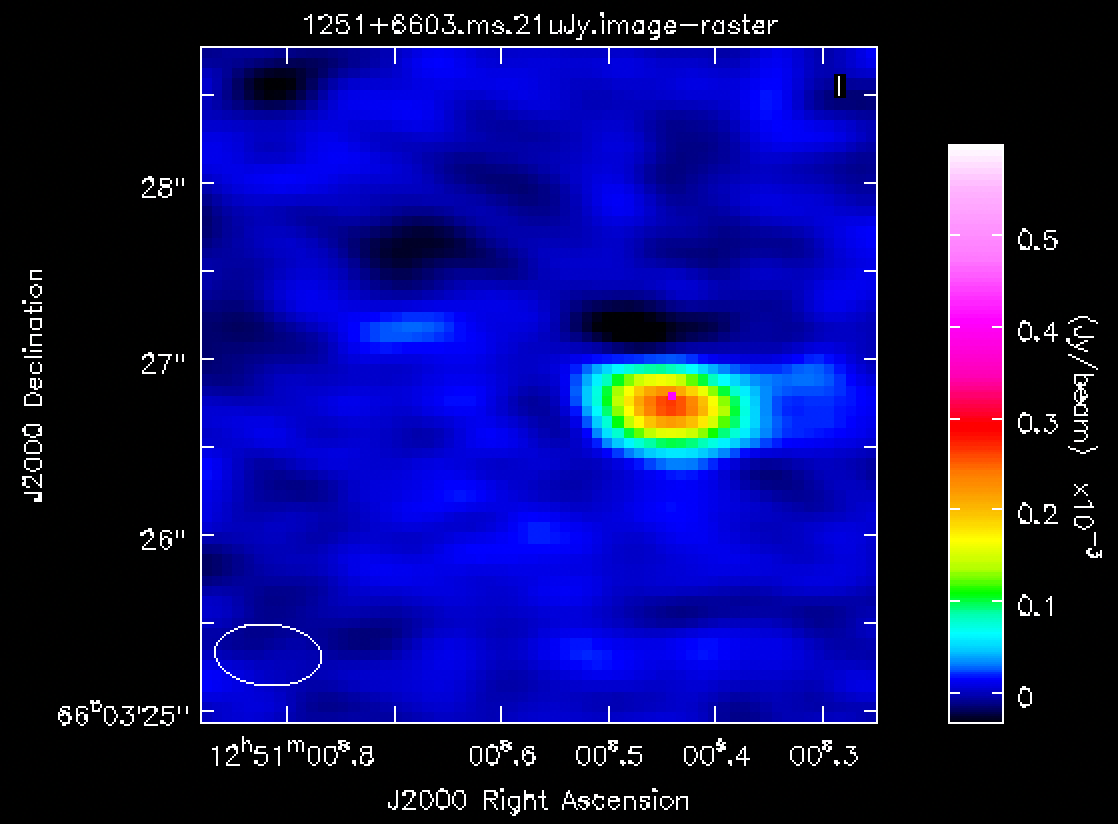 1251+6603.ms.21uJy.image-raster
I
J2000 Declination
28"
27"
26"
66°03'25"
12h51m00s.8
00s.6
00s.5
00s.4
00s.3
J2000 Right Ascension
0.5
0.4
0.3
0.2
0.1
0
(Jy/beam) x10-3